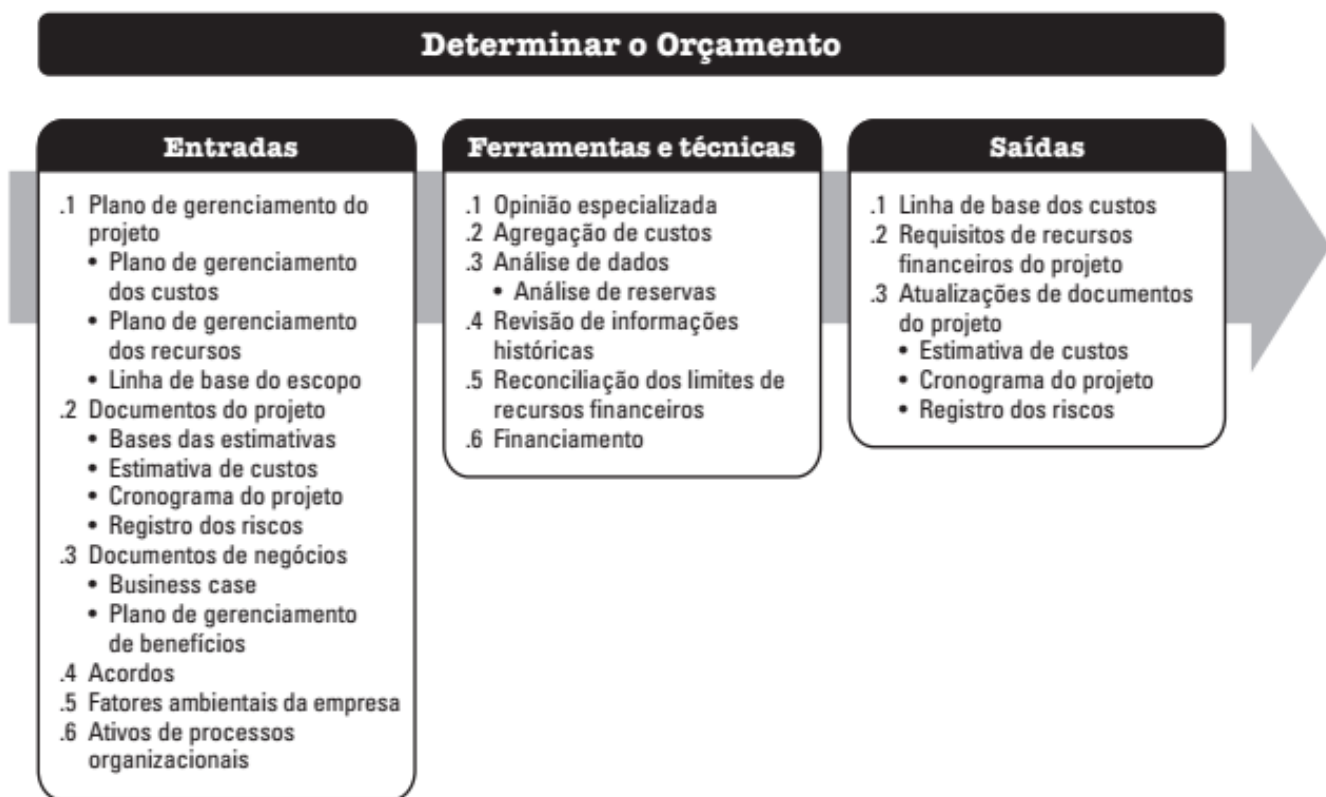 Determinar o Orçamento
Entradas
.1 Plano de gerenciamento do
projeto
• Plano de gerenciamento
dos custos
• Plano de gerenciamento
dos recursos
• Linha de base do escopo
.2 Documentos do projeto
• Bases das estimativas
• Estimativa de custos
• Cronograma do projeto
• Registro dos riscos
.3 Documentos de negócios
• Business case
• Plano de gerenciamento
de benefícios
.4 Acordos
.5 Fatores ambientais da empresa
.6 Ativos de processos
organizacionais
Ferramentas e técnicas
.1 Opinião especializada
.2 Agregação de custos
.3 Análise de dados
• Análise de reservas
.4 Revisão de informações
históricas
.5 Reconciliação dos limites de
recursos financeiros
.6 Financiamento
Saídas
.1 Linha de base dos custos
.2 Requisitos de recursos
financeiros do projeto
.3 Atualizações de documentos
do projeto
• Estimativa de custos
• Cronograma do projeto
• Registro dos riscos